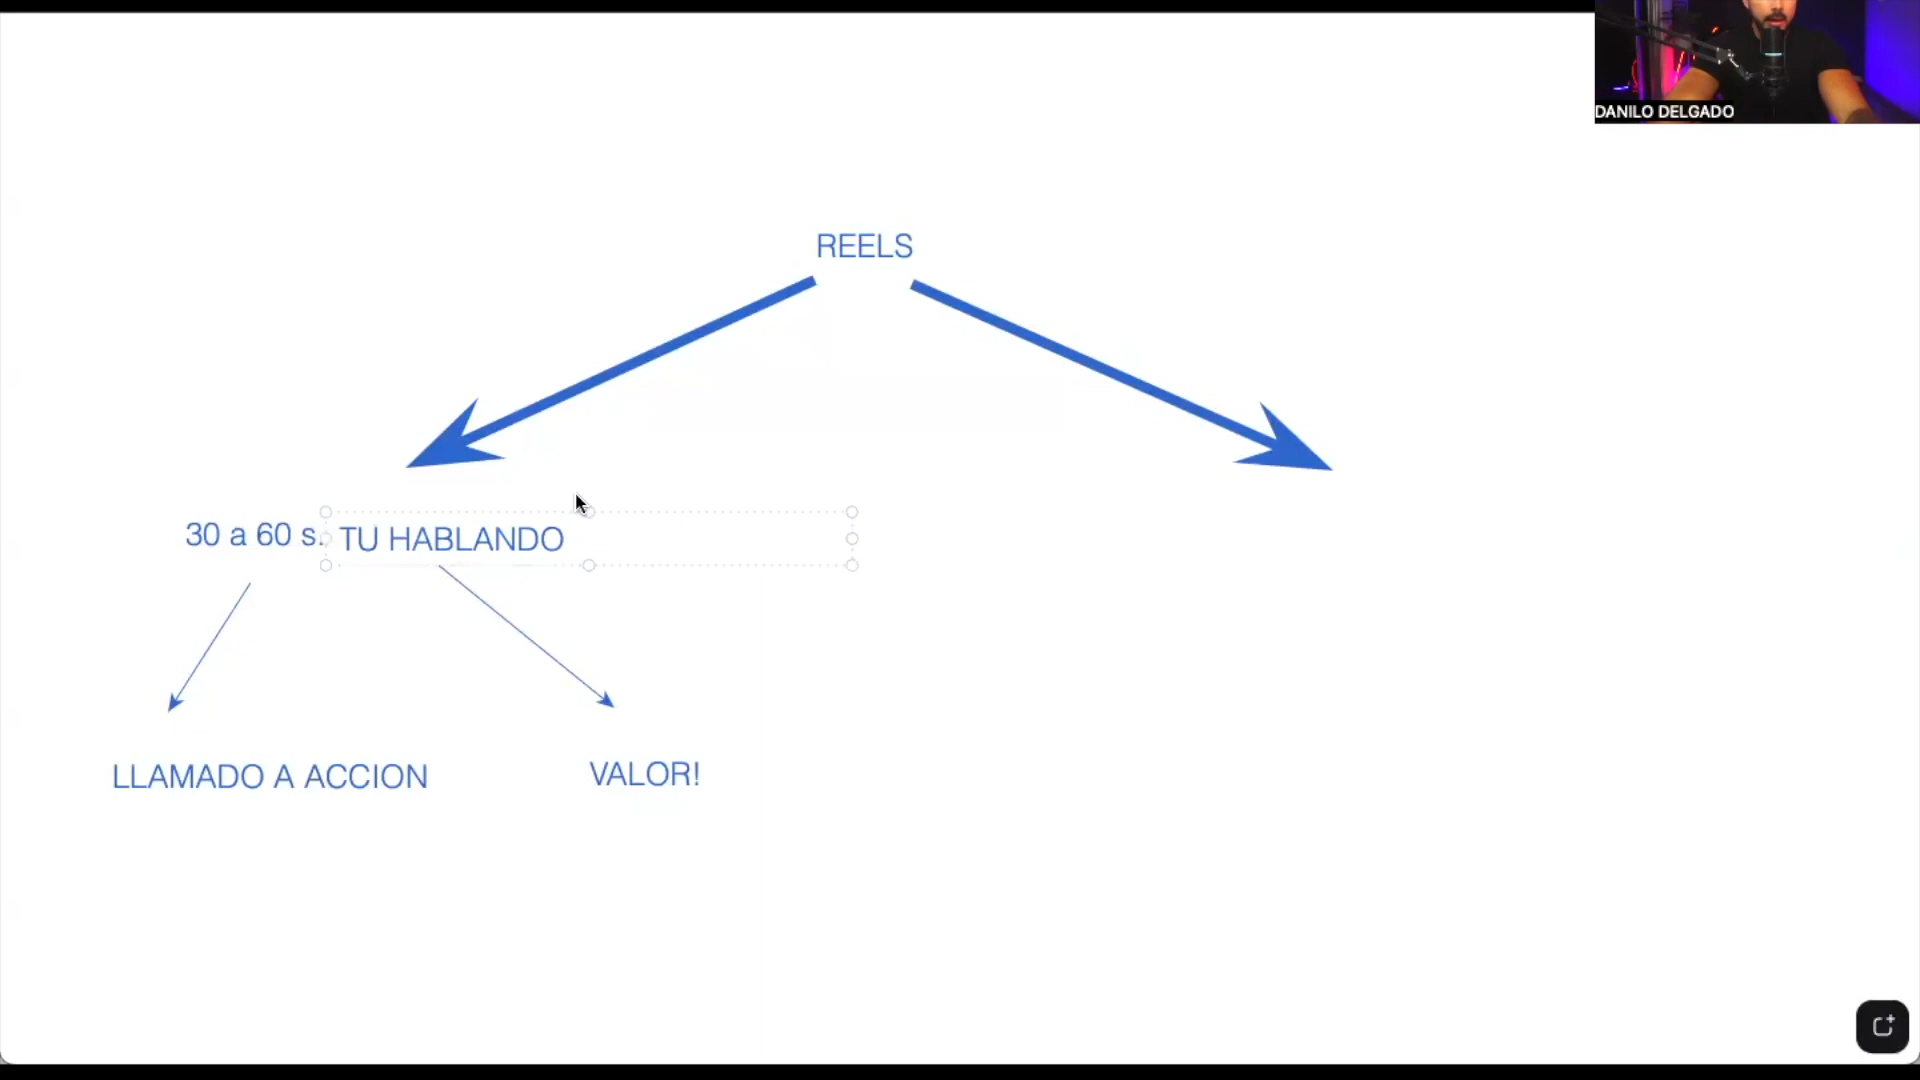 DANILO DELGADO
REELS
30 a 60 s. TU HABLANDO
LLAMADO A ACCION
VALOR!